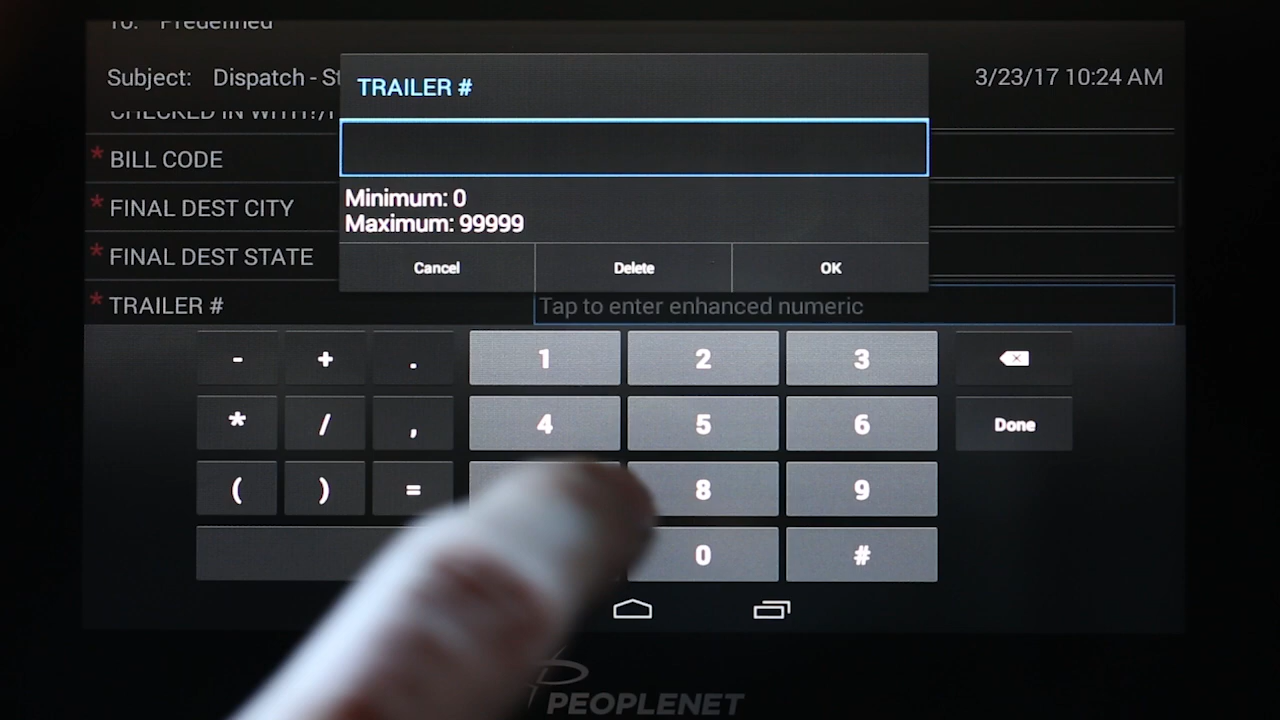 To: Predefined
Subject: Dispatch - St
3/23/17 10:24 AM
TRAILER #
* BILL CODE
* FINAL DEST CITY
* FINAL DEST STATE
* TRAILER #
Minimum: 0
Maximum: 99999
Cancel Delete OK
Tap to enter enhanced numeric
- + . 1 2 3
* / , 4 5 6 Done
( ) = 8 9
0 #
PEOPLENET